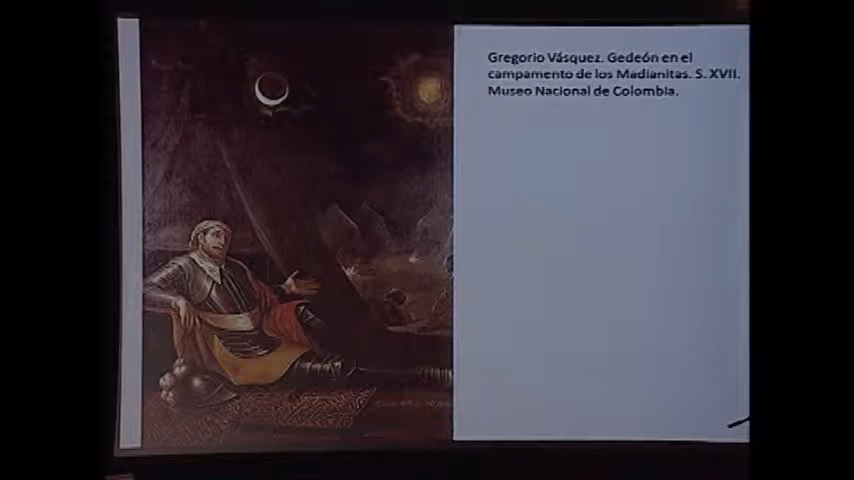 Gregorio Vásquez. Gedeón en el
campamento de los Madianitas. S. XVII.
Museo Nacional de Colombia.